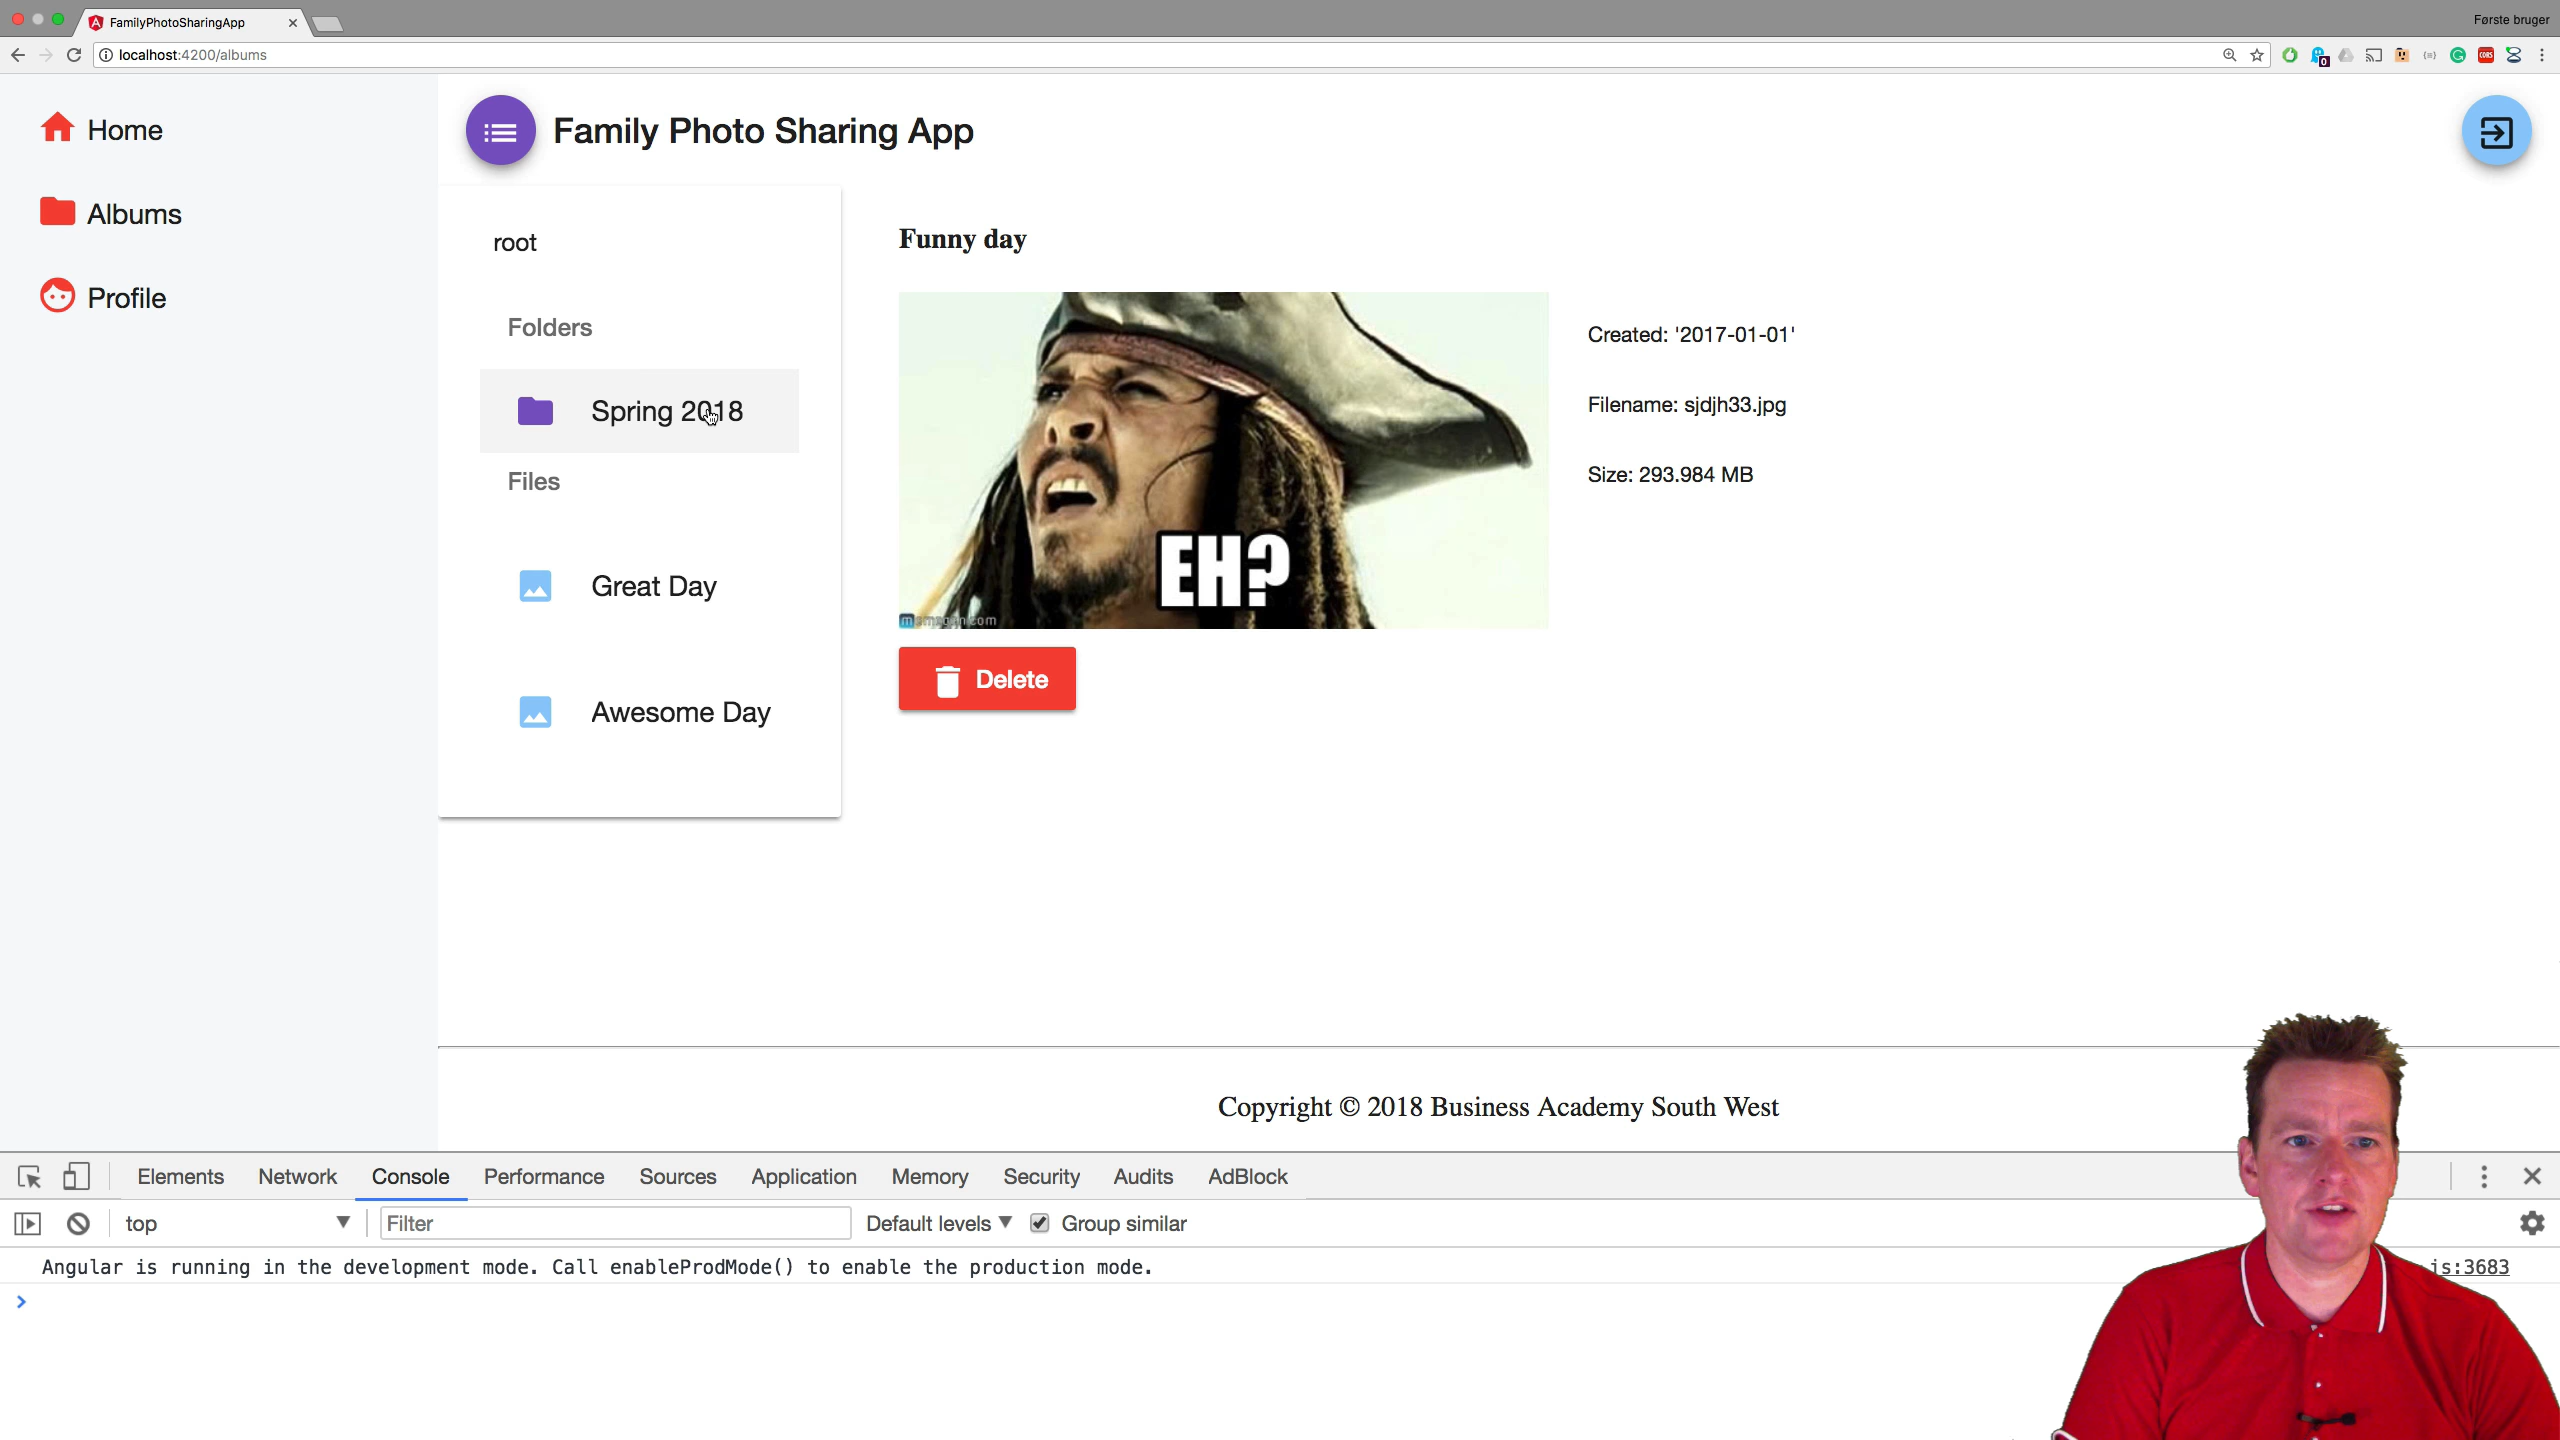 FamilyPhotoSharingApp
Første bruger
localhost:4200/albums
Home
Albums
Profile
Family Photo Sharing App
root
Folders
Spring 2018
Files
Great Day
Awesome Day
Funny day
EH?
Created: '2017-01-01'
Filename: sjdjh33.jpg
Size: 293.984 MB
Delete
Copyright © 2018 Business Academy South West
Elements Network Console Performance Sources Application Memory Security Audits AdBlock
top Filter Default levels Group similar
Angular is running in the development mode. Call enableProdMode() to enable the production mode. js:3683